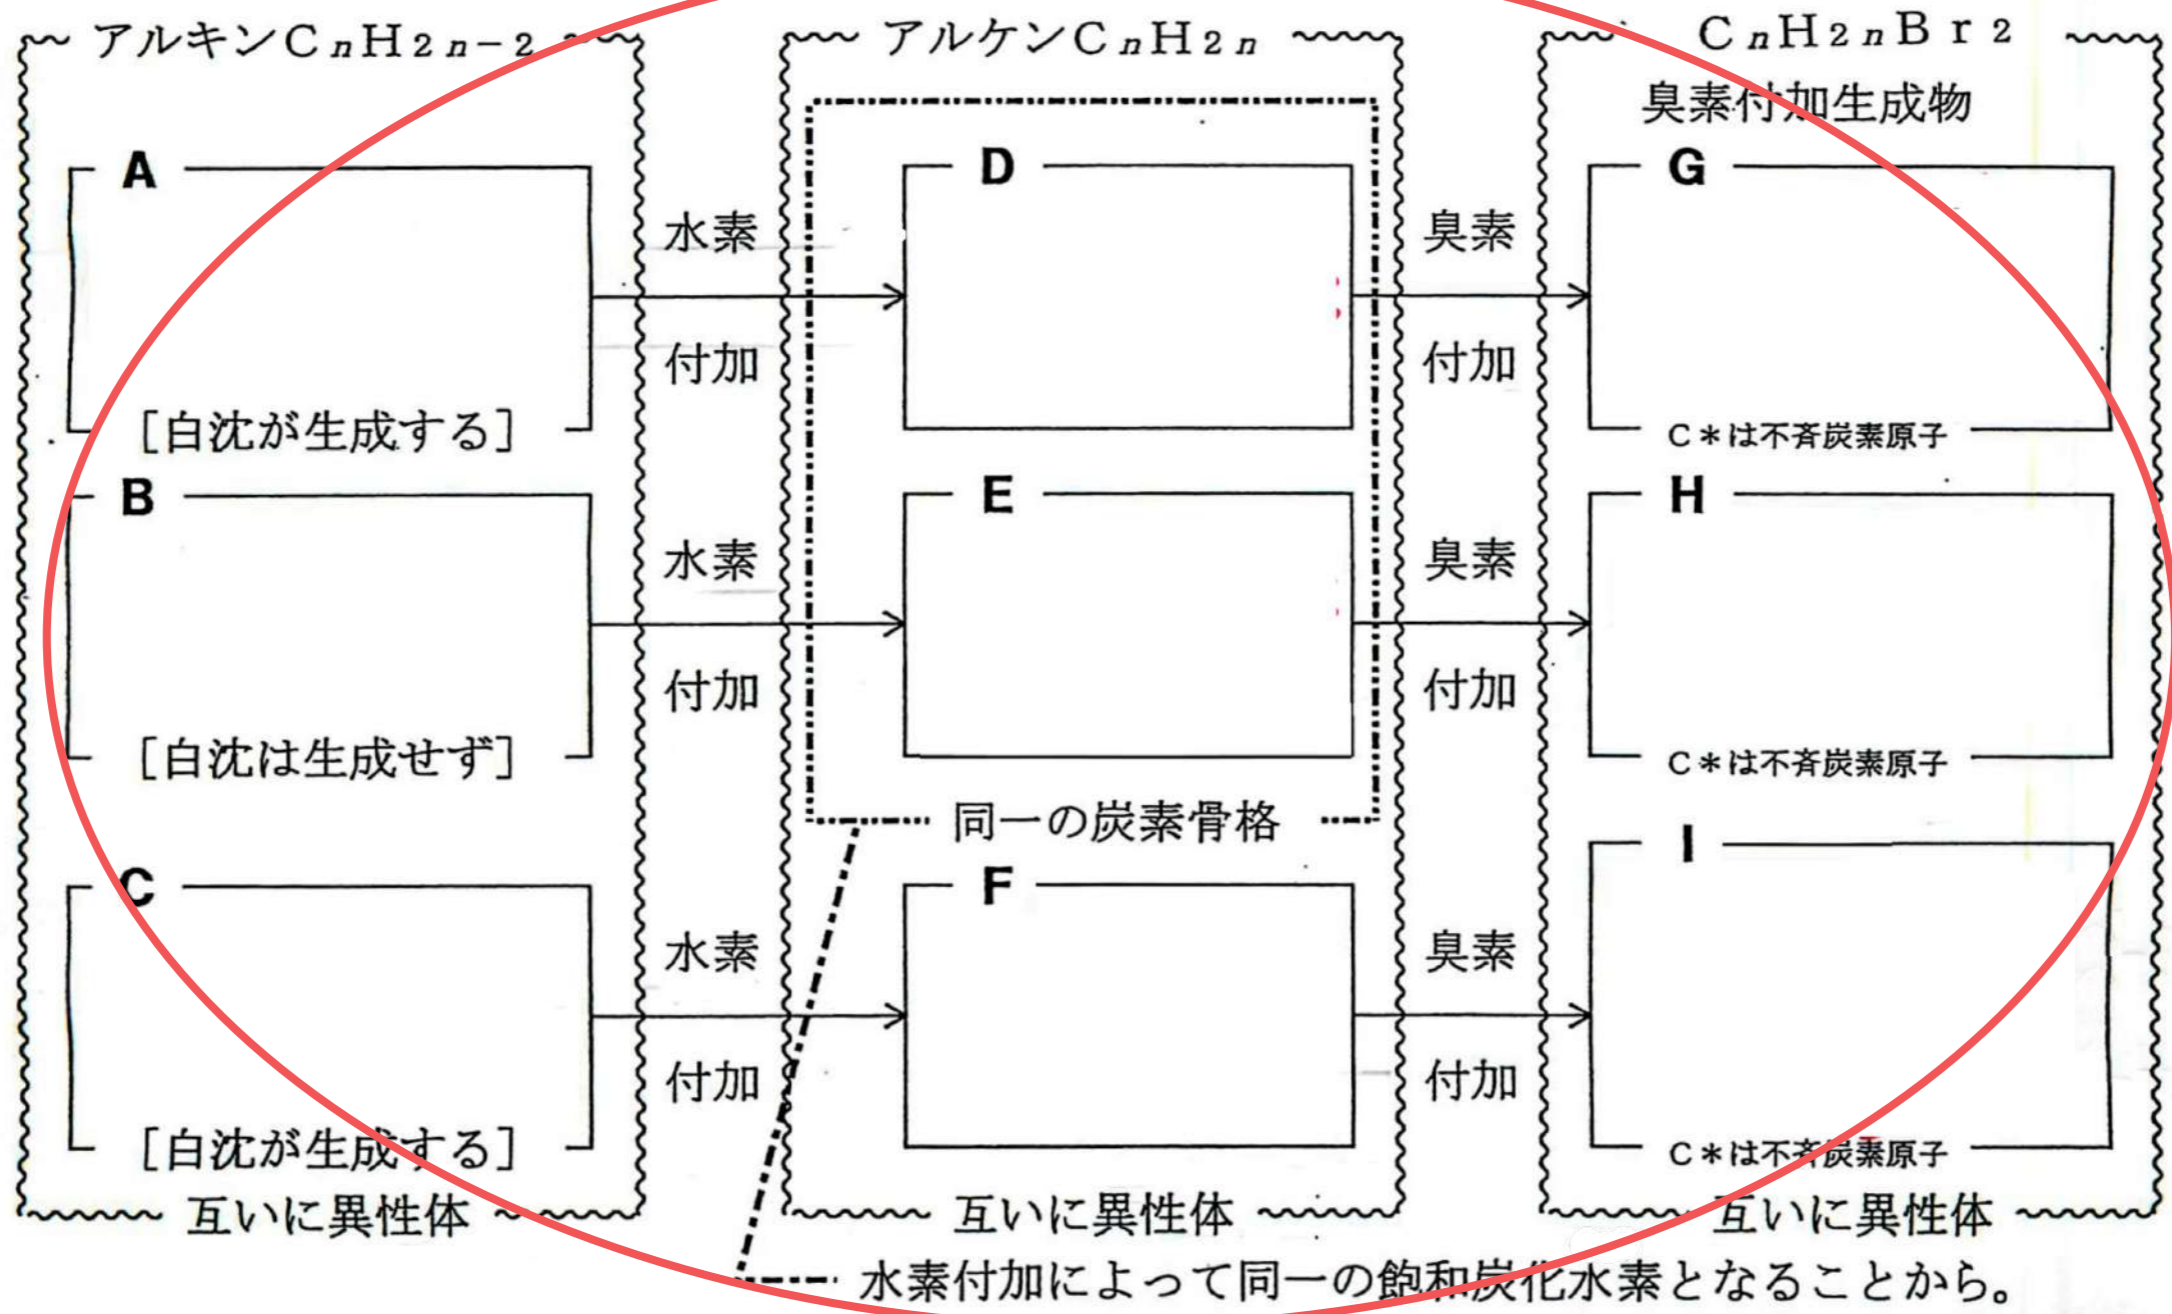 アルキンCnH2n-2
アルケンCnH2n
CnH2nBr2
臭素付加生成物
A
D
G
水素
付加
臭素
付加
[白沈が生成する]
C*は不斉炭素原子
B
E
H
水素
付加
臭素
付加
[白沈は生成せず]
C*は不斉炭素原子
同一の炭素骨格
C
F
I
水素
付加
臭素
付加
[白沈が生成する]
C*は不斉炭素原子
互いに異性体
互いに異性体
互いに異性体
水素付加によって同一の飽和炭化水素となることから。